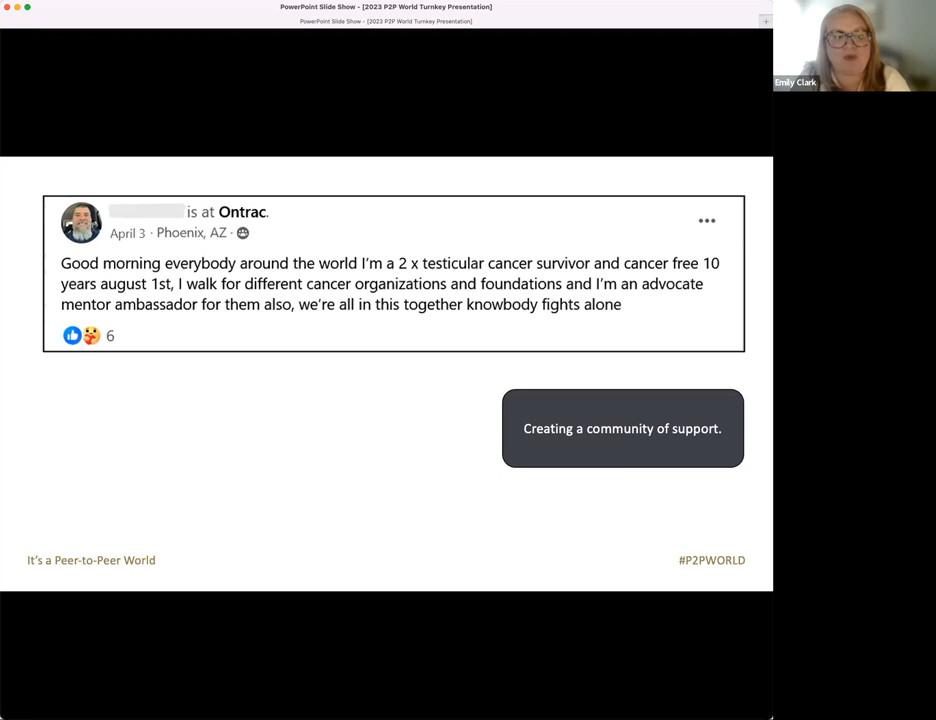 PowerPoint Slide Show - [2023 P2P World Turnkey Presentation]
PowerPoint Slide Show - [2023 P2P World Turnkey Presentation]
+
Emily Clark
is at Ontrac.
April 3 · Phoenix, AZ ·
Good morning everybody around the world I'm a 2 x testicular cancer survivor and cancer free 10
years august 1st, I walk for different cancer organizations and foundations and I'm an advocate
mentor ambassador for them also, we're all in this together knowbody fights alone
6
Creating a community of support.
It's a Peer-to-Peer World
#P2PWORLD